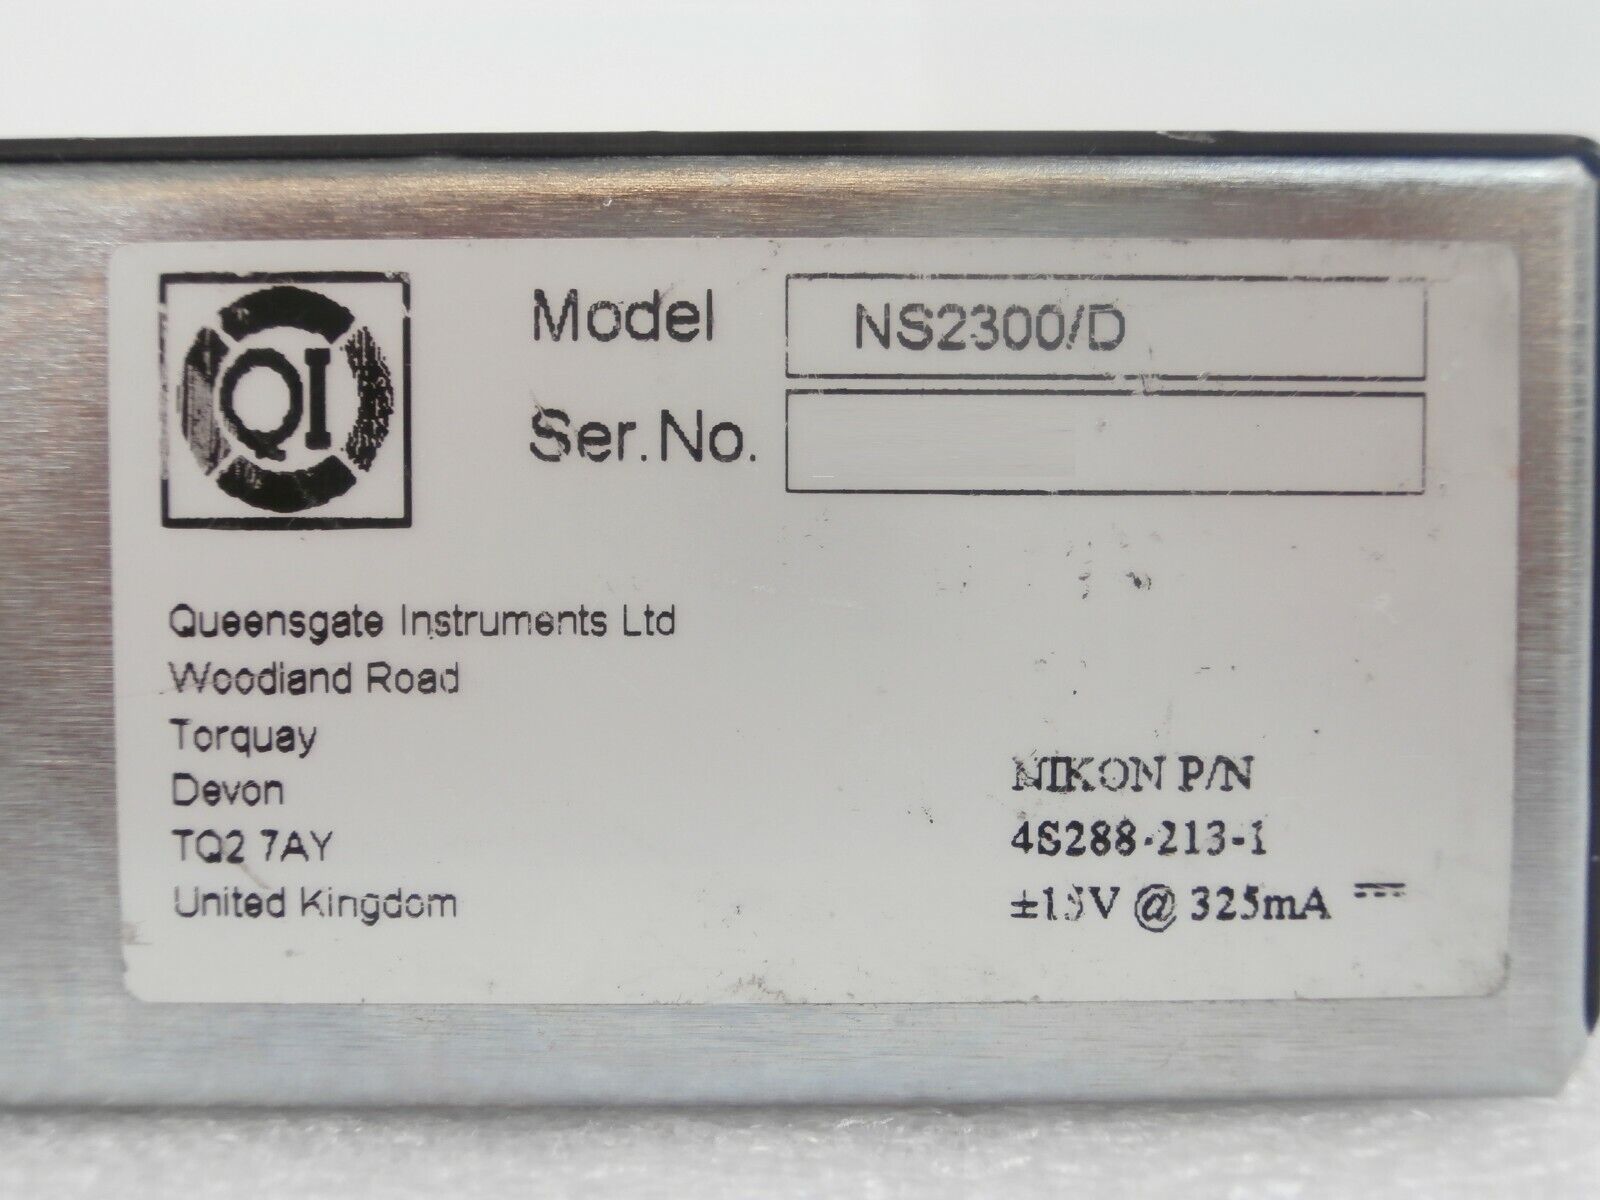 QI
Model NS2300/D
Ser.No.
Queensgate Instruments Ltd
Woodland Road
Torquay
Devon
TQ2 7AY
United Kingdom
NIKON P/N
4S288-213-1
±15V @ 325mA